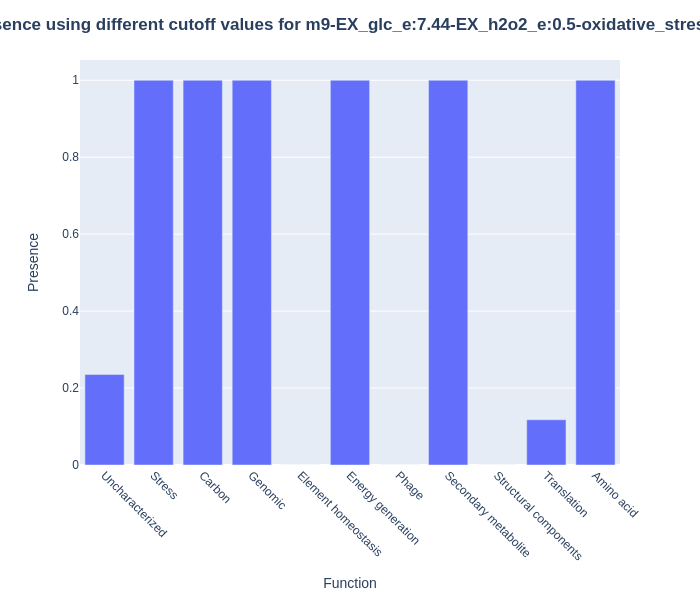 using different cutoff values for m9-EX_glc_e:7.44-EX_h2o2_e:0.5-
1
0.8
0.6
0.4
0.2
0
Presence
Uncharacterized
Stress
Carbon
Genomic
Element homeostasis
Energy generation
Phage
Secondary metabolite
Structural components
Translation
Amino acid
Function